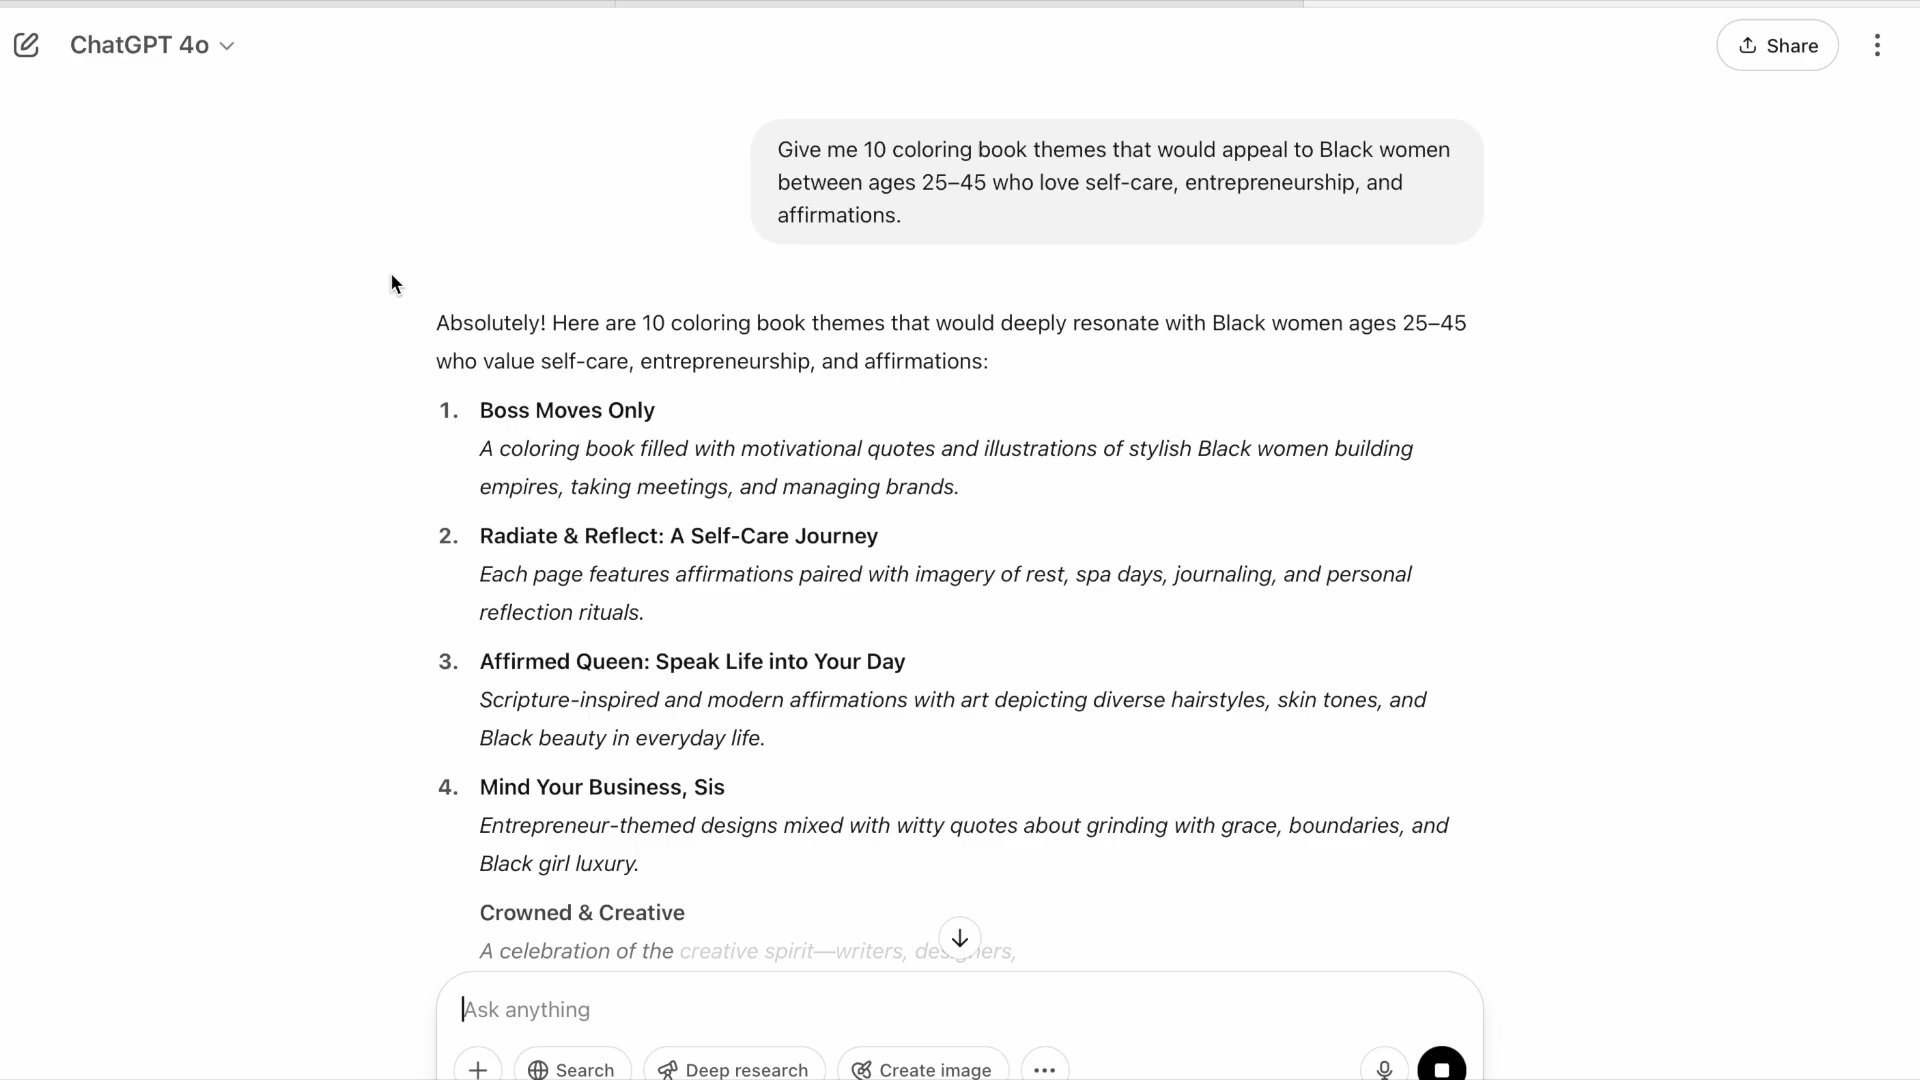 ChatGPT 4o
Share
Give me 10 coloring book themes that would appeal to Black women
between ages 25–45 who love self-care, entrepreneurship, and
affirmations.
Absolutely! Here are 10 coloring book themes that would deeply resonate with Black women ages 25–45
who value self-care, entrepreneurship, and affirmations:
1. Boss Moves Only
A coloring book filled with motivational quotes and illustrations of stylish Black women building
empires, taking meetings, and managing brands.
2. Radiate & Reflect: A Self-Care Journey
Each page features affirmations paired with imagery of rest, spa days, journaling, and personal
reflection rituals.
3. Affirmed Queen: Speak Life into Your Day
Scripture-inspired and modern affirmations with art depicting diverse hairstyles, skin tones, and
Black beauty in everyday life.
4. Mind Your Business, Sis
Entrepreneur-themed designs mixed with witty quotes about grinding with grace, boundaries, and
Black girl luxury.
Crowned & Creative
A celebration of the creative spirit—writers, designers,
Ask anything
Search Deep research Create image